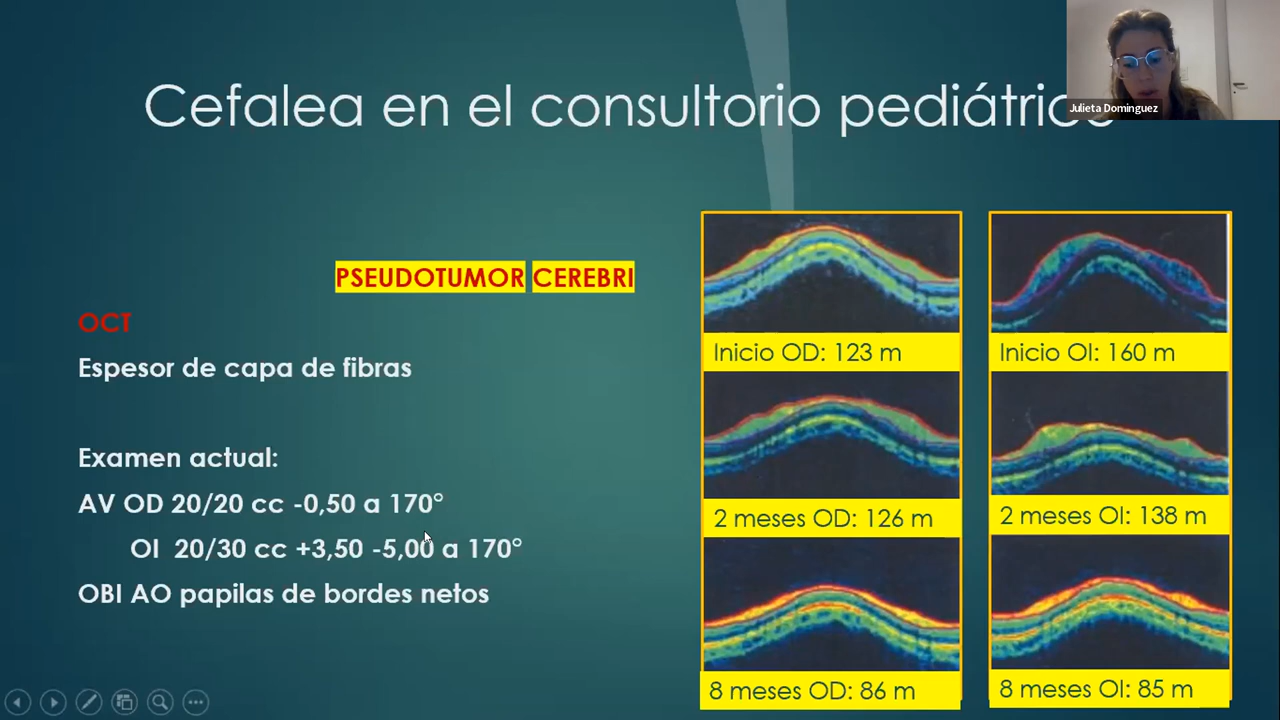 Cefalea en el consultorio pediátrico
Julieta Dominguez
PSEUDOTUMOR CEREBRI
OCT
Espesor de capa de fibras
Examen actual:
AV OD 20/20 cc -0,50 a 170°
OI 20/30 cc +3,50 -5,00 a 170°
OBI AO papilas de bordes netos
Inicio OD: 123 m
Inicio OI: 160 m
2 meses OD: 126 m
2 meses OI: 138 m
8 meses OD: 86 m
8 meses OI: 85 m